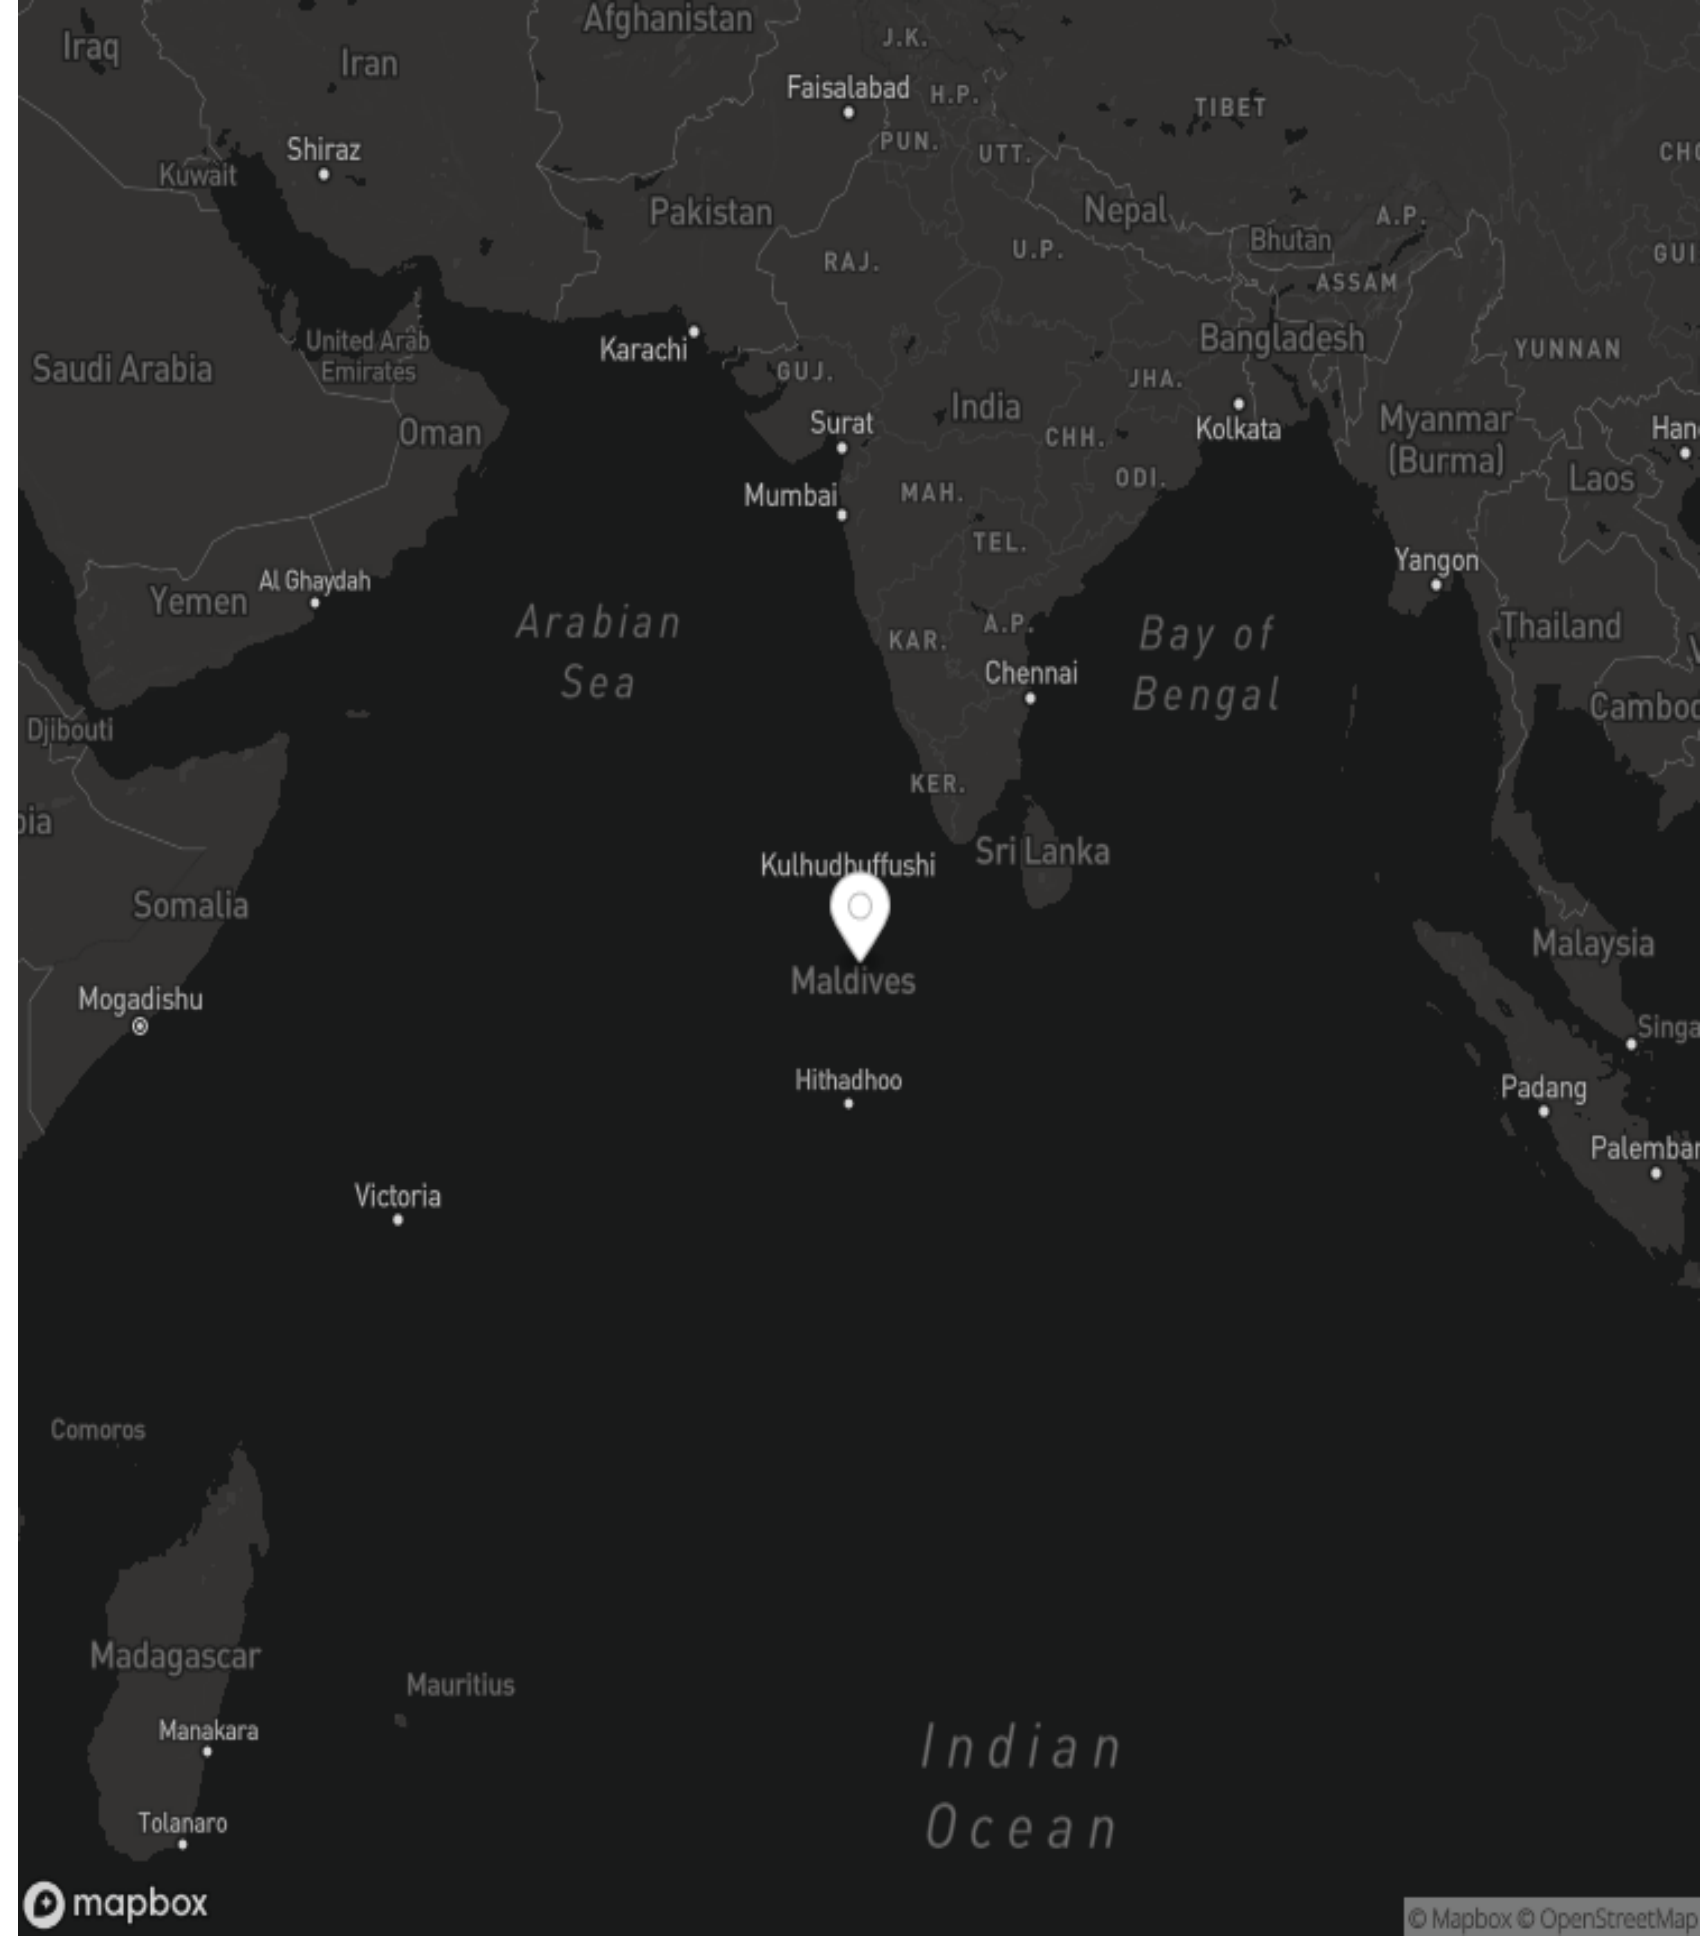 Afghanistan
Iraq
Iran
J.K.
Faisalabad
H.P.
TIBET
PUN.
UTT.
Shiraz
Kuwait
Pakistan
Nepal
A.P.
Bhutan
U.P.
RAJ.
ASSAM
United Arab
Emirates
Karachi
Bangladesh
YUNNAN
Saudi Arabia
GUJ.
JHA.
India
Surat
Oman
CHH.
Kolkata
Myanmar
(Burma)
Laos
Mumbai
MAH.
ODI.
TEL.
Yangon
Al Ghaydah
Yemen
Arabian
Sea
A.P.
KAR.
Bay of
Bengal
Thailand
Chennai
Djibouti
KER.
Sri Lanka
Kulhudhuffushi
Somalia
Malaysia
Maldives
Mogadishu
Hithadhoo
Padang
Victoria
Comoros
Madagascar
Mauritius
Manakara
Indian
Ocean
Tolanaro
mapbox
© Mapbox © OpenStreetMap